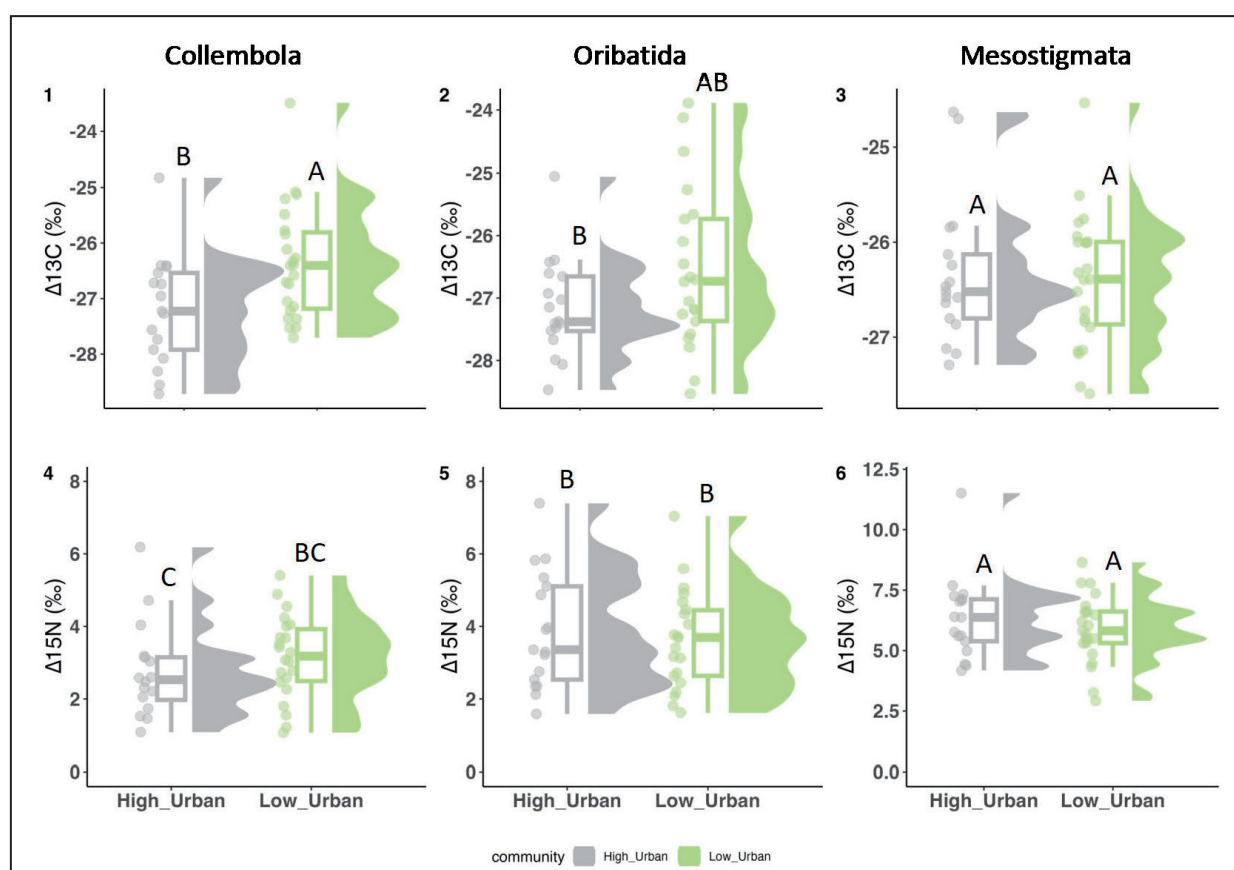 Collembola Oribatida Mesostigmata
1
-24
-25
-26
-27
-28
Δ13C (‰)
B
A
2
-24
-25
-26
-27
-28
Δ13C (‰)
B
AB
3
-25
-26
-27
Δ13C (‰)
A
A
4
8
6
4
2
0
Δ15N (‰)
C
BC
High_Urban Low_Urban
5
8
6
4
2
0
Δ15N (‰)
B
B
High_Urban Low_Urban
6
12.5
10.0
7.5
5.0
2.5
0.0
Δ15N (‰)
A
A
High_Urban Low_Urban
community High_Urban Low_Urban